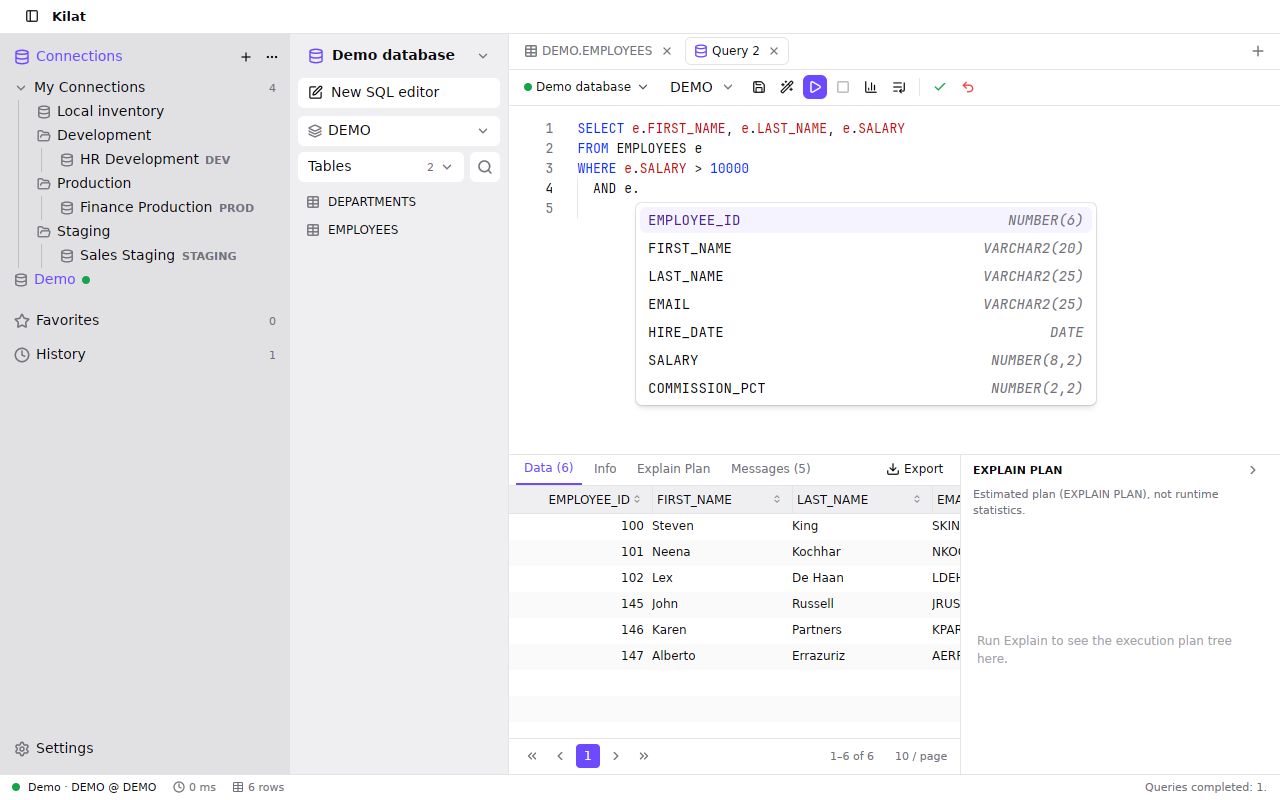 Kilat
Connections
My Connections 4
Local inventory
Development
HR Development DEV
Production
Finance Production PROD
Staging
Sales Staging STAGING
Demo
Favorites 0
History 1
Settings
Demo database
New SQL editor
DEMO
Tables 2
DEPARTMENTS
EMPLOYEES
DEMO.EMPLOYEES
Query 2
Demo database DEMO
1 SELECT e.FIRST_NAME, e.LAST_NAME, e.SALARY
2 FROM EMPLOYEES e
3 WHERE e.SALARY > 10000
4 AND e.
5
EMPLOYEE_ID NUMBER(6)
FIRST_NAME VARCHAR2(20)
LAST_NAME VARCHAR2(25)
EMAIL VARCHAR2(25)
HIRE_DATE DATE
SALARY NUMBER(8,2)
COMMISSION_PCT NUMBER(2,2)
Data (6) Info Explain Plan Messages (5) Export
EMPLOYEE_ID FIRST_NAME LAST_NAME EMA
100 Steven King SKIN
101 Neena Kochhar NKO
102 Lex De Haan LDEH
145 John Russell JRUS
146 Karen Partners KPAR
147 Alberto Errazuriz AERR
1 1–6 of 6 10 / page
EXPLAIN PLAN
Estimated plan (EXPLAIN PLAN), not runtime
statistics.
Run Explain to see the execution plan tree
here.
Demo · DEMO @ DEMO 0 ms 6 rows Queries completed: 1.